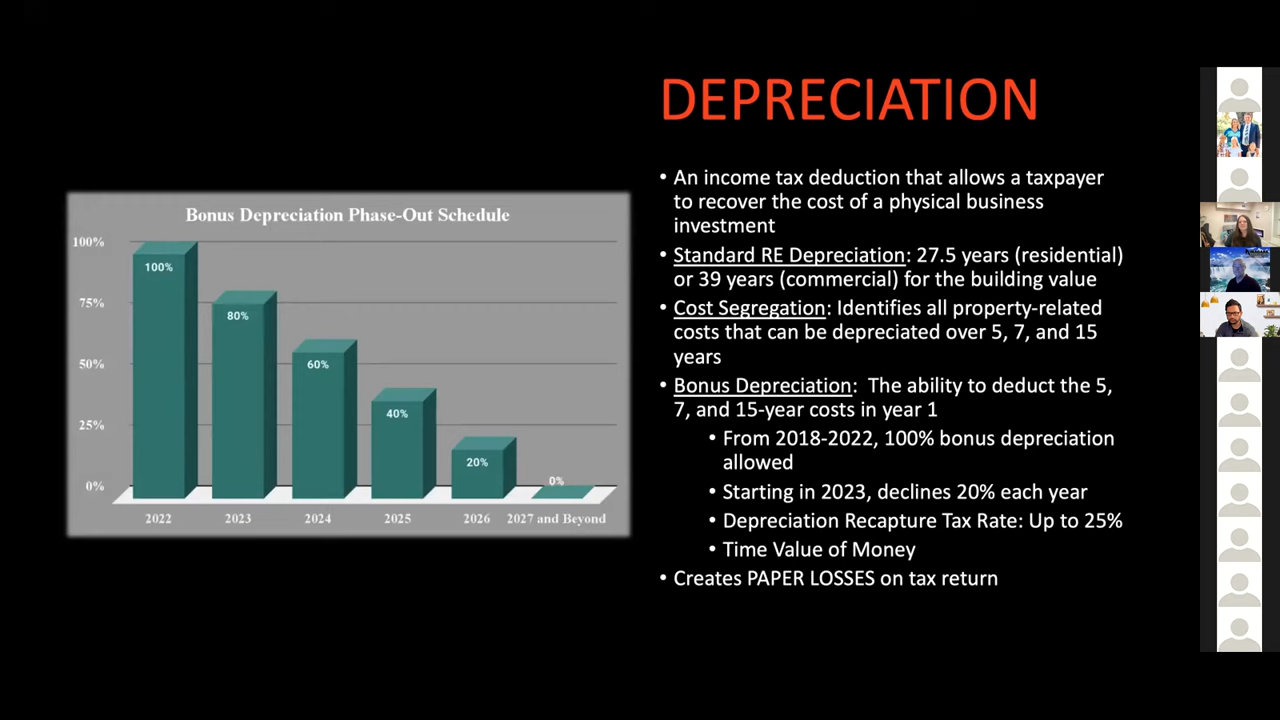 DEPRECIATION
• An income tax deduction that allows a taxpayer
to recover the cost of a physical business
investment
• Standard RE Depreciation: 27.5 years (residential)
or 39 years (commercial) for the building value
• Cost Segregation: Identifies all property-related
costs that can be depreciated over 5, 7, and 15
years
• Bonus Depreciation:  The ability to deduct the 5,
7, and 15-year costs in year 1
• From 2018-2022, 100% bonus depreciation
allowed
• Starting in 2023, declines 20% each year
• Depreciation Recapture Tax Rate: Up to 25%
• Time Value of Money
• Creates PAPER LOSSES on tax return
Bonus Depreciation Phase-Out Schedule
100%
75%
50%
25%
0%
100%
80%
60%
40%
20%
0%
2022 2023 2024 2025 2026 2027 and Beyond